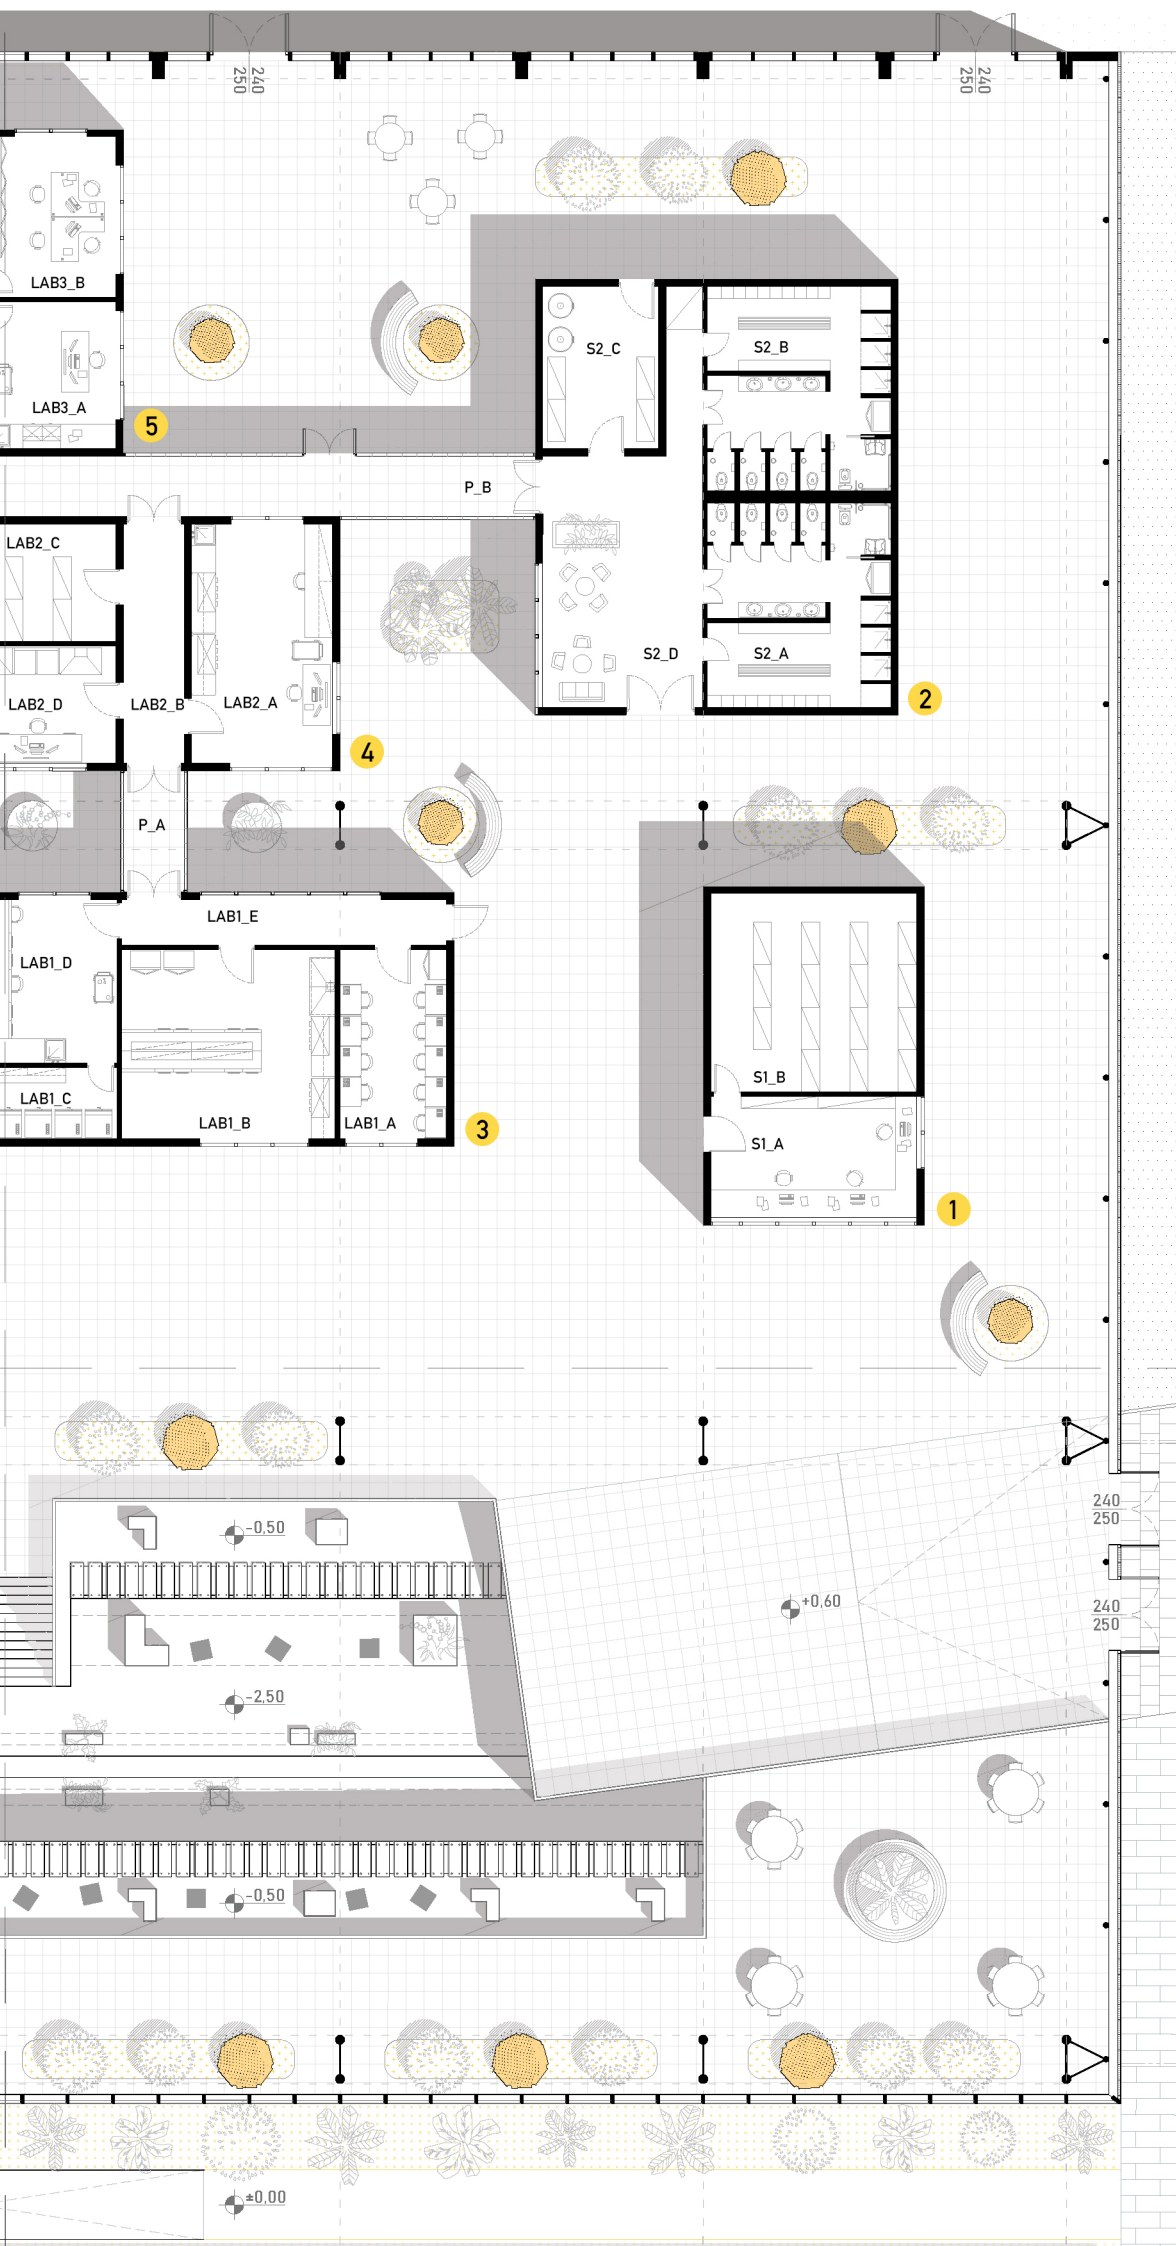 250
240
250
240
LAB3_B
S2_C
S2_B
LAB3_A
5
P_B
LAB2_C
S2_D
S2_A
LAB2_D
LAB2_B
LAB2_A
2
4
P_A
LAB1_E
LAB1_D
S1_B
LAB1_C
LAB1_B
LAB1_A
3
S1_A
1
240
250
-0,50
+0,60
240
250
-2,50
-0,50
±0,00